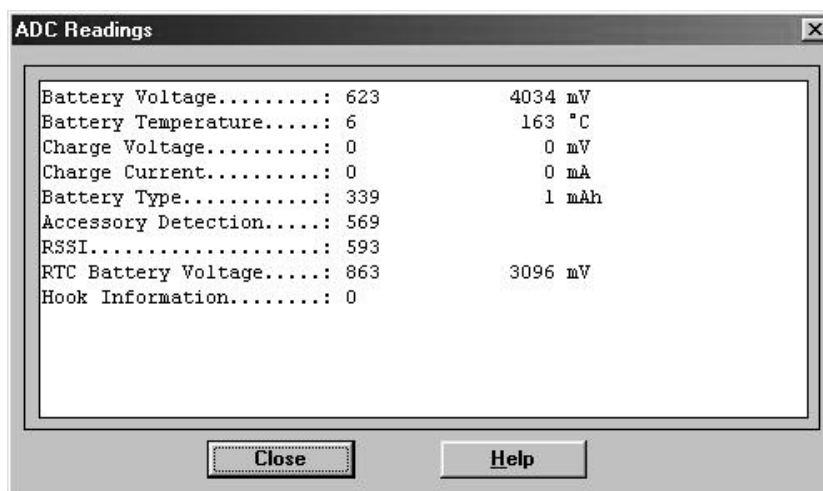 ADC Readings
Battery Voltage.........: 623 4034 mV
Battery Temperature.....: 6 163 °C
Charge Voltage..........: 0 0 mV
Charge Current..........: 0 0 mA
Battery Type............: 339 1 mAh
Accessory Detection.....: 569
RSSI....................: 593
RTC Battery Voltage.....: 863 3096 mV
Hook Information........: 0
Close Help